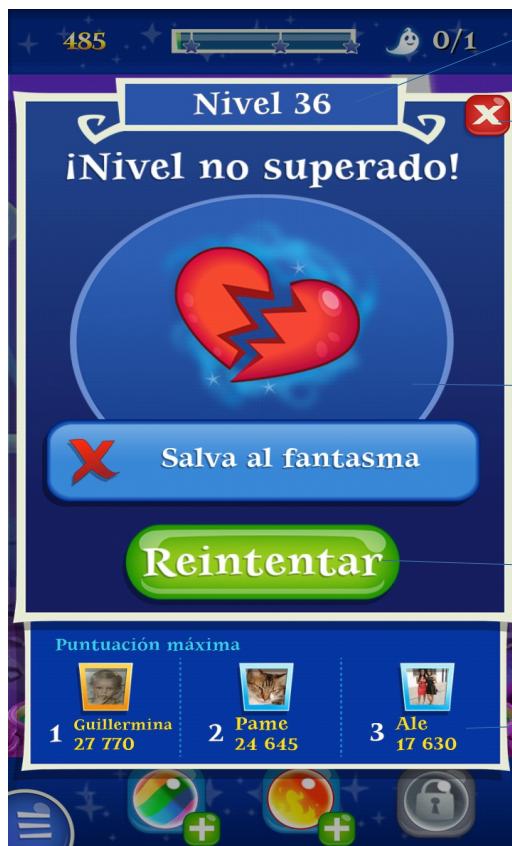 485
0/1
Nivel 36
¡Nivel no superado!
Salva al fantasma
Reintentar
Puntuación máxima
1 Guillermina 27 770
2 Pame 24 645
3 Ale 17 630